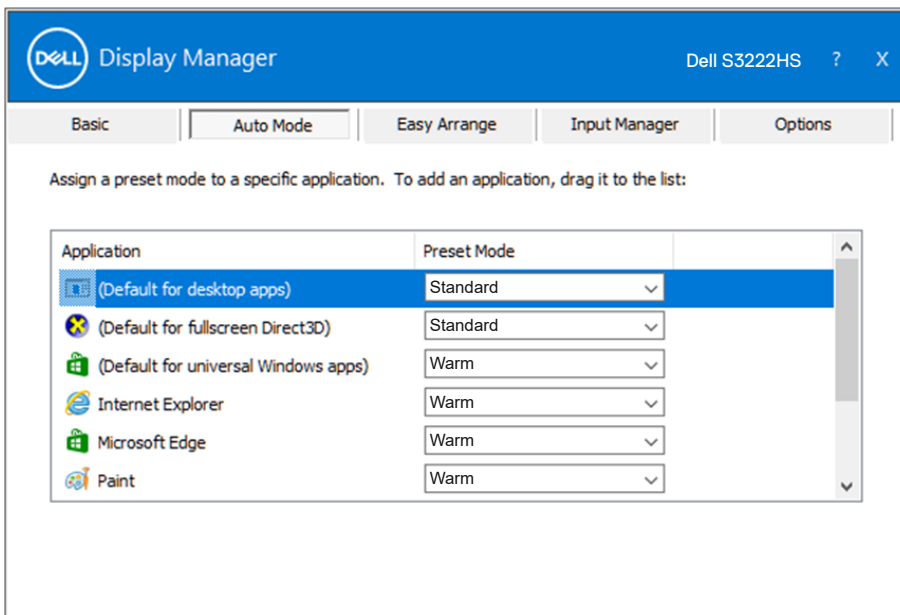 DELL Display Manager Dell S3222HS ? X
Basic Auto Mode Easy Arrange Input Manager Options
Assign a preset mode to a specific application. To add an application, drag it to the list:
Application Preset Mode
(Default for desktop apps) Standard
(Default for fullscreen Direct3D) Standard
(Default for universal Windows apps) Warm
Internet Explorer Warm
Microsoft Edge Warm
Paint Warm